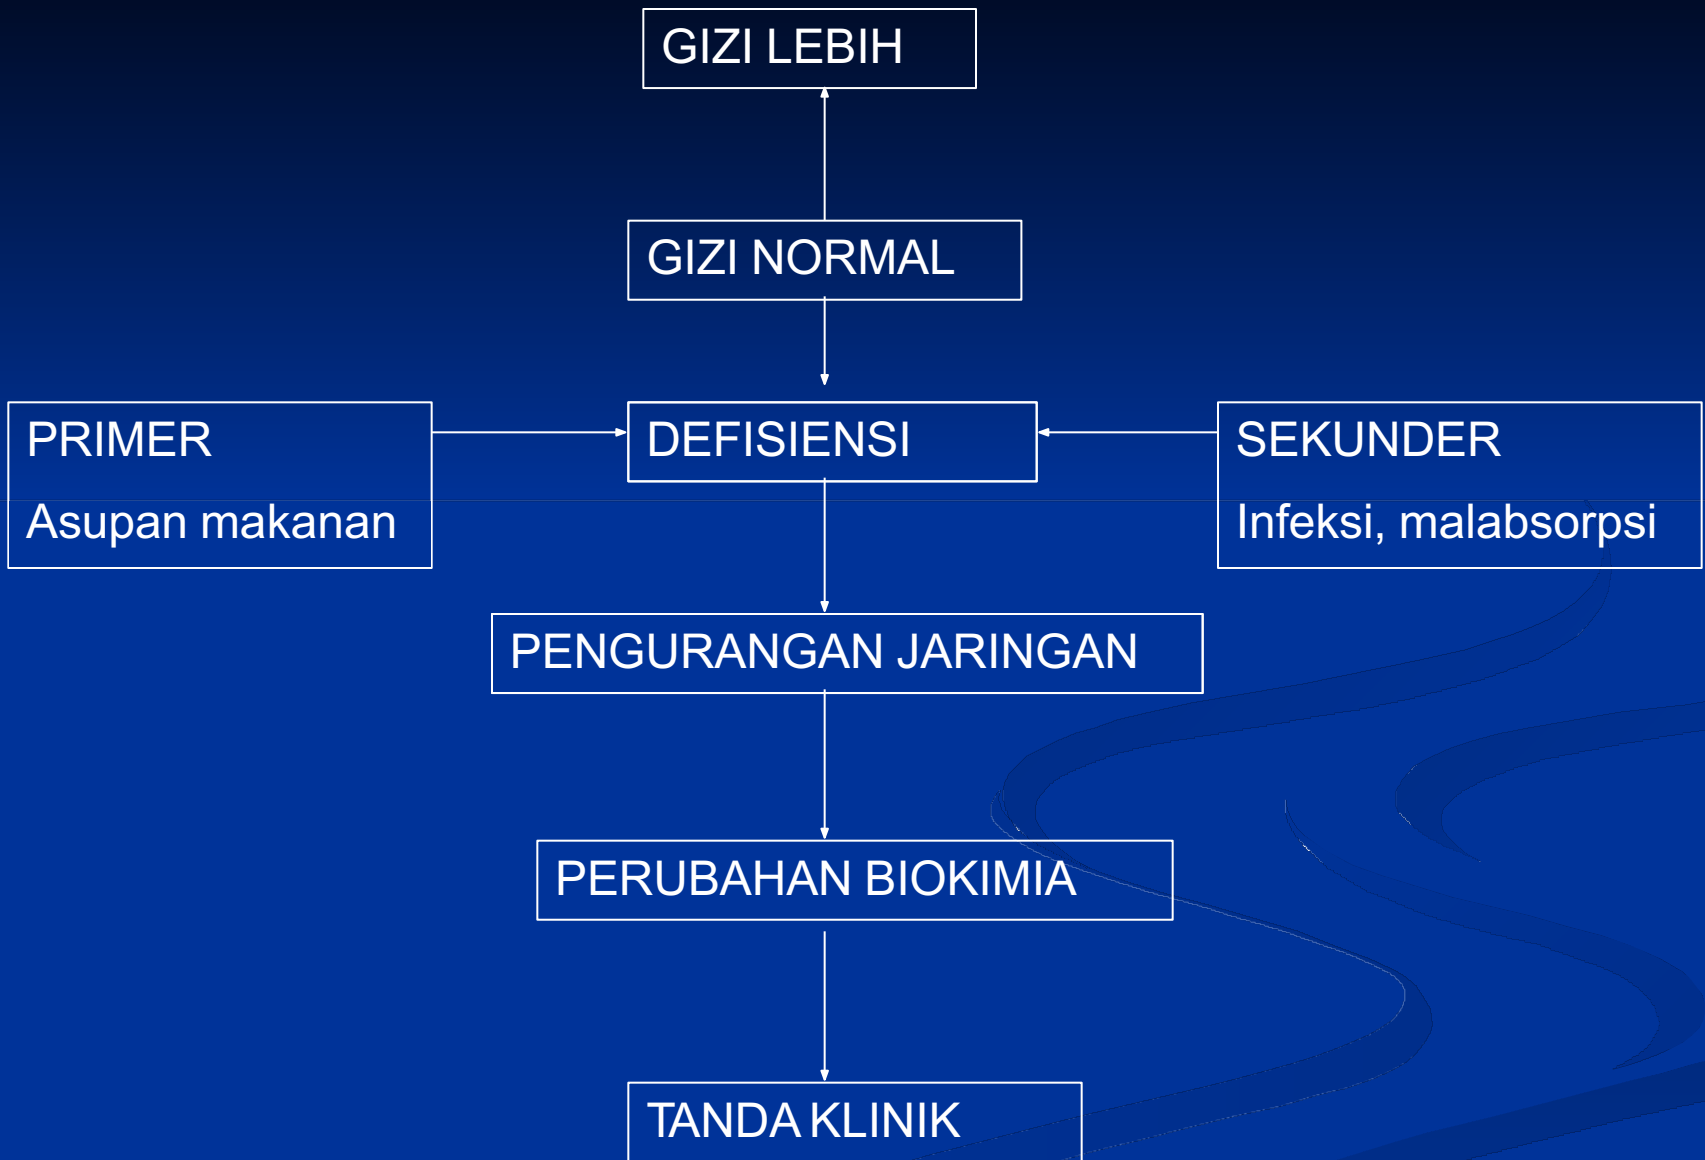 GIZI LEBIH
GIZI NORMAL
PRIMER
Asupan makanan
DEFISIENSI
SEKUNDER
Infeksi, malabsorpsi
PENGURANGAN JARINGAN
PERUBAHAN BIOKIMIA
TANDA KLINIK